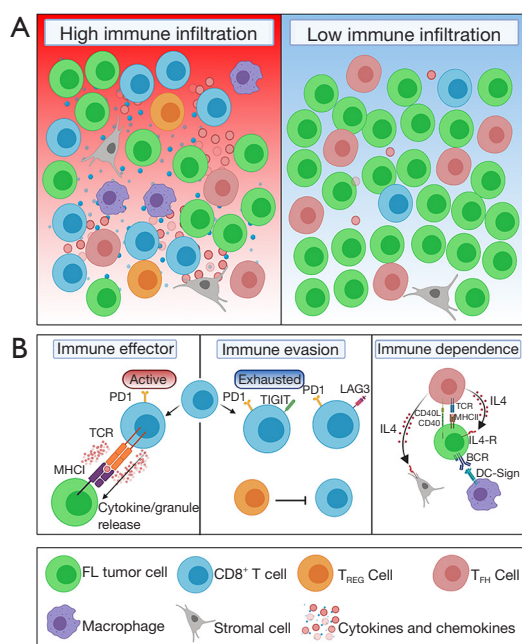 A
High immune infiltration
Low immune infiltration
B
Immune effector
Immune evasion
Immune dependence
Active
PD1
TCR
MHCI
Cytokine/granule
release
Exhausted
PD1
TIGIT
PD1
LAG3
IL4
CD40L
CD40
TCR
MHCII
IL4
IL4-R
BCR
DC-Sign
FL tumor cell
CD8+ T cell
TREG Cell
TFH Cell
Macrophage
Stromal cell
Cytokines and chemokines